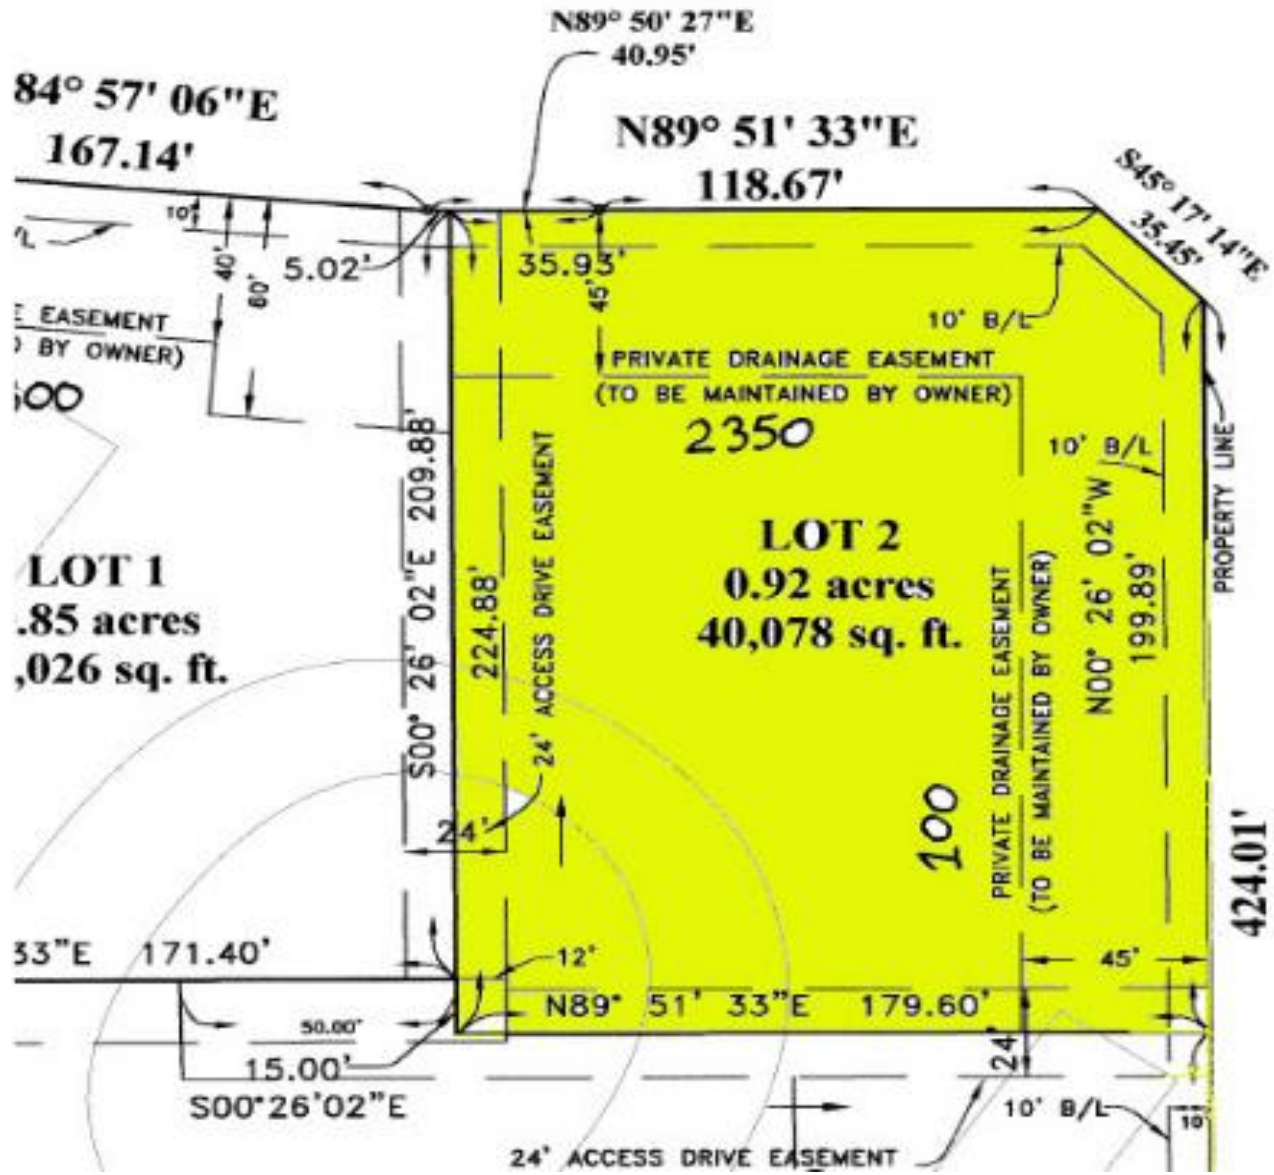 N89° 50' 27"E
40.95'
84° 57' 06"E
167.14'
N89° 51' 33"E
118.67'
S45° 17' 14"E
35.45'
10'
40'
60'
5.02'
35.93'
45'
10' B/L
E EASEMENT
BY OWNER)
PRIVATE DRAINAGE EASEMENT
(TO BE MAINTAINED BY OWNER)
2350
10' B/L
PROPERTY LINE
S00° 26' 02"E 209.88'
224.88'
24' ACCESS DRIVE EASEMENT
LOT 1
.85 acres
,026 sq. ft.
LOT 2
0.92 acres
40,078 sq. ft.
PRIVATE DRAINAGE EASEMENT
(TO BE MAINTAINED BY OWNER)
N00° 26' 02"W
199.89'
24'
100
424.01'
33"E 171.40'
12'
45'
N89° 51' 33"E 179.60'
50.00'
15.00'
24'
S00°26'02"E
10' B/L
10'
24' ACCESS DRIVE EASEMENT